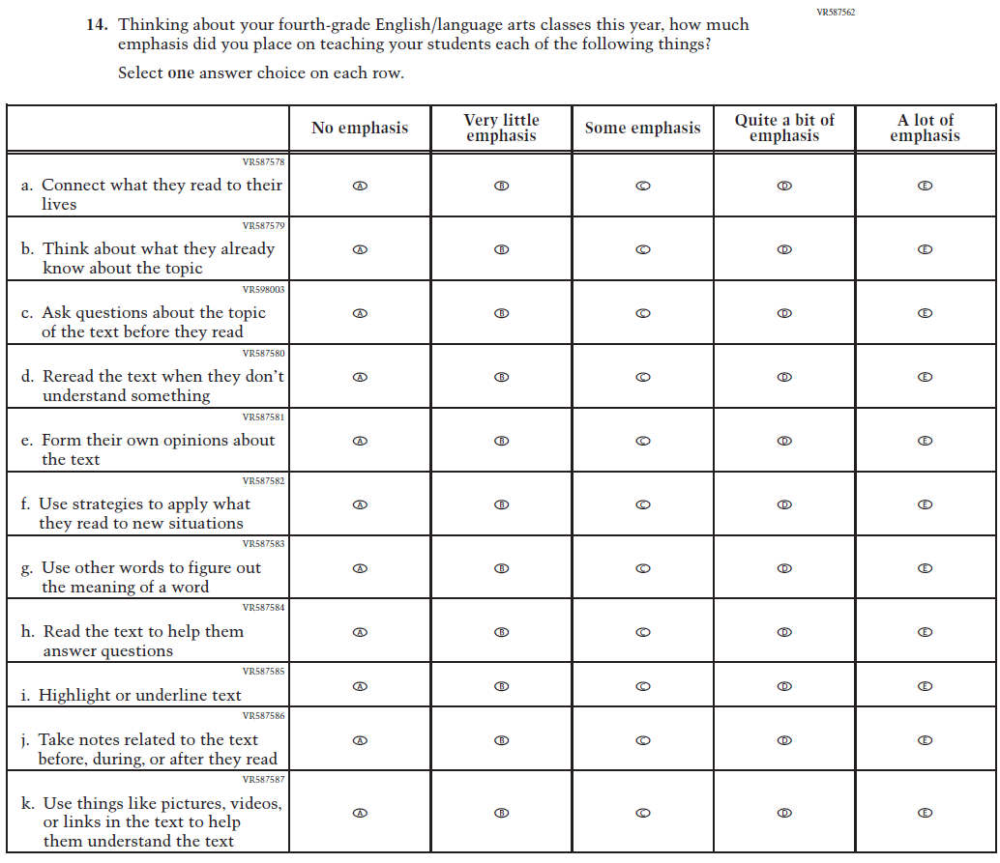 VR587562
14. Thinking about your fourth-grade English/language arts classes this year, how much
emphasis did you place on teaching your students each of the following things?
Select one answer choice on each row.
No emphasis
Very little
emphasis
Some emphasis
Quite a bit of
emphasis
A lot of
emphasis
VR587578
a. Connect what they read to their
lives
A B C D E
VR587579
b. Think about what they already
know about the topic
A B C D E
VR598003
c. Ask questions about the topic
of the text before they read
A B C D E
VR587580
d. Reread the text when they don't
understand something
A B C D E
VR587581
e. Form their own opinions about
the text
A B C D E
VR587582
f. Use strategies to apply what
they read to new situations
A B C D E
VR587583
g. Use other words to figure out
the meaning of a word
A B C D E
VR587584
h. Read the text to help them
answer questions
A B C D E
VR587585
i. Highlight or underline text
A B C D E
VR587586
j. Take notes related to the text
before, during, or after they read
A B C D E
VR587587
k. Use things like pictures, videos,
or links in the text to help
them understand the text
A B C D E